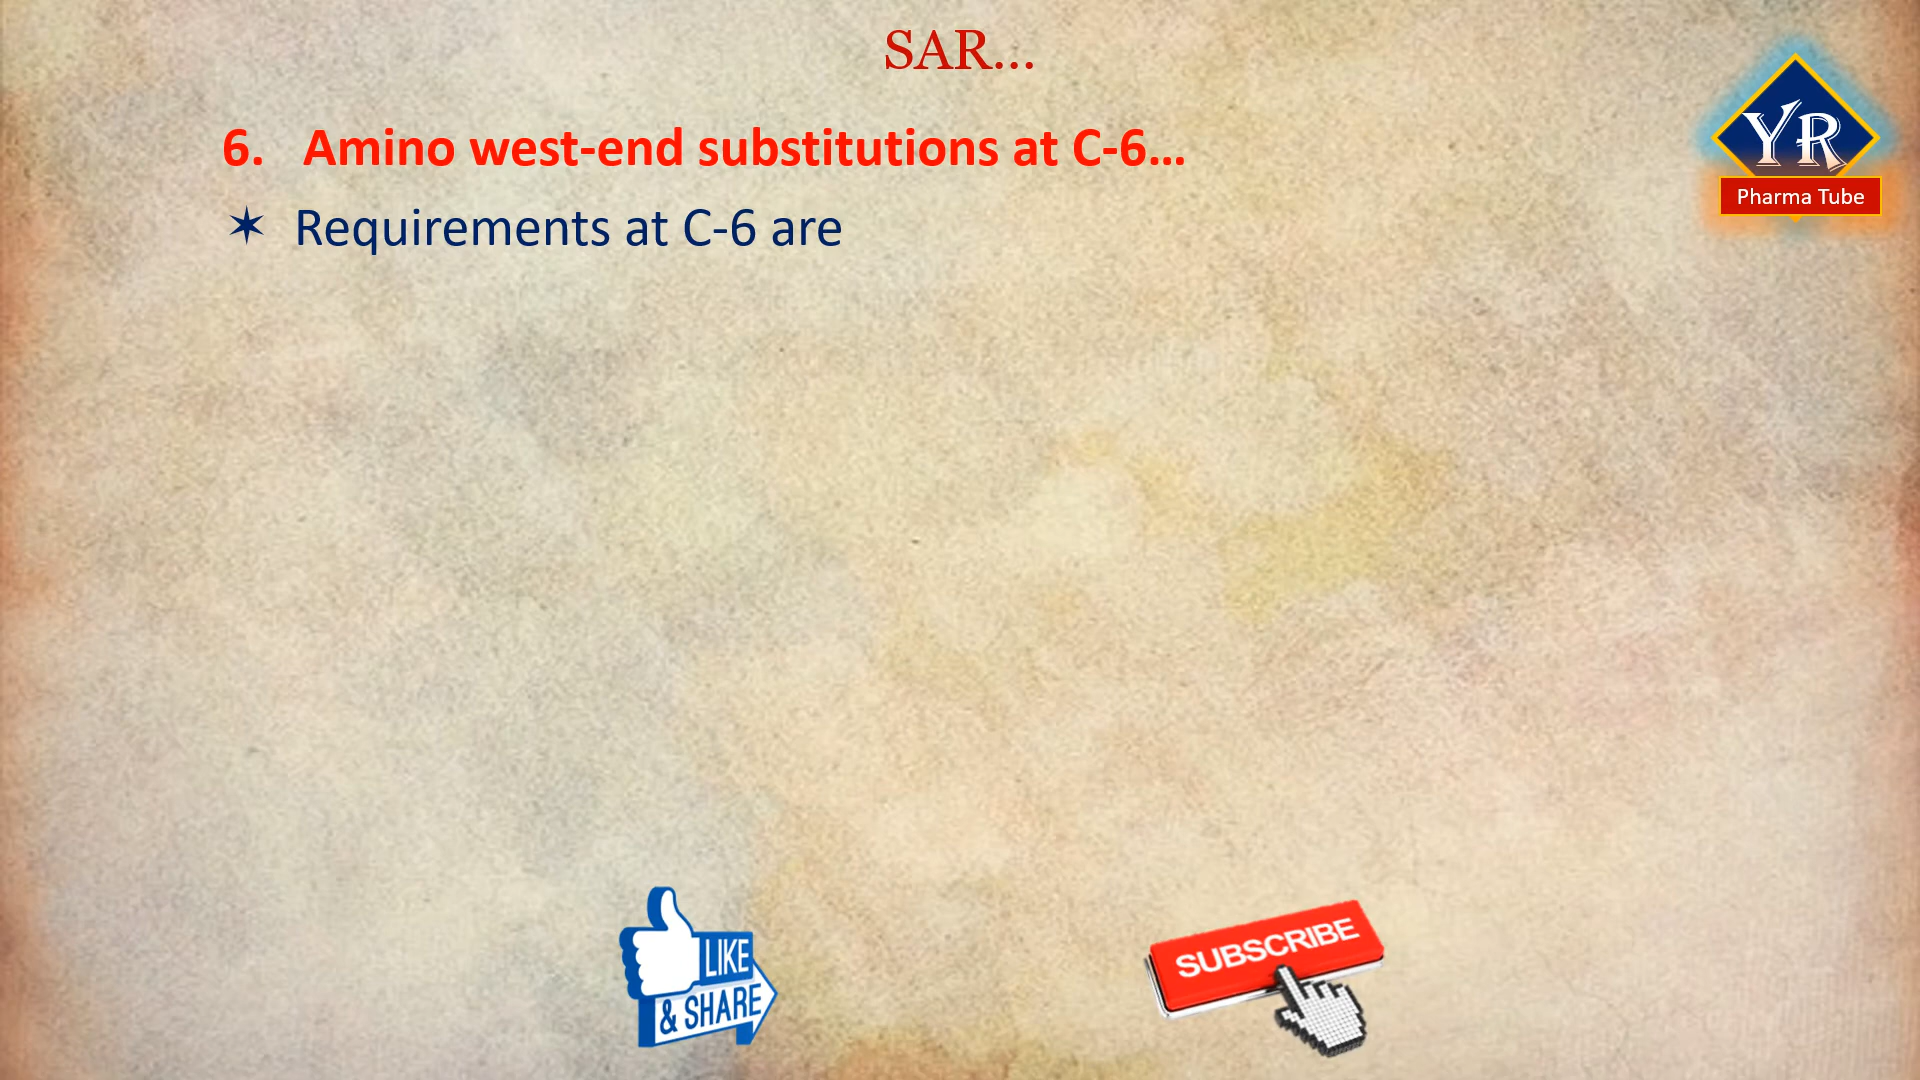 SAR...
6. Amino west-end substitutions at C-6...
✶ Requirements at C-6 are
YR
Pharma Tube
LIKE
& SHARE
SUBSCRIBE